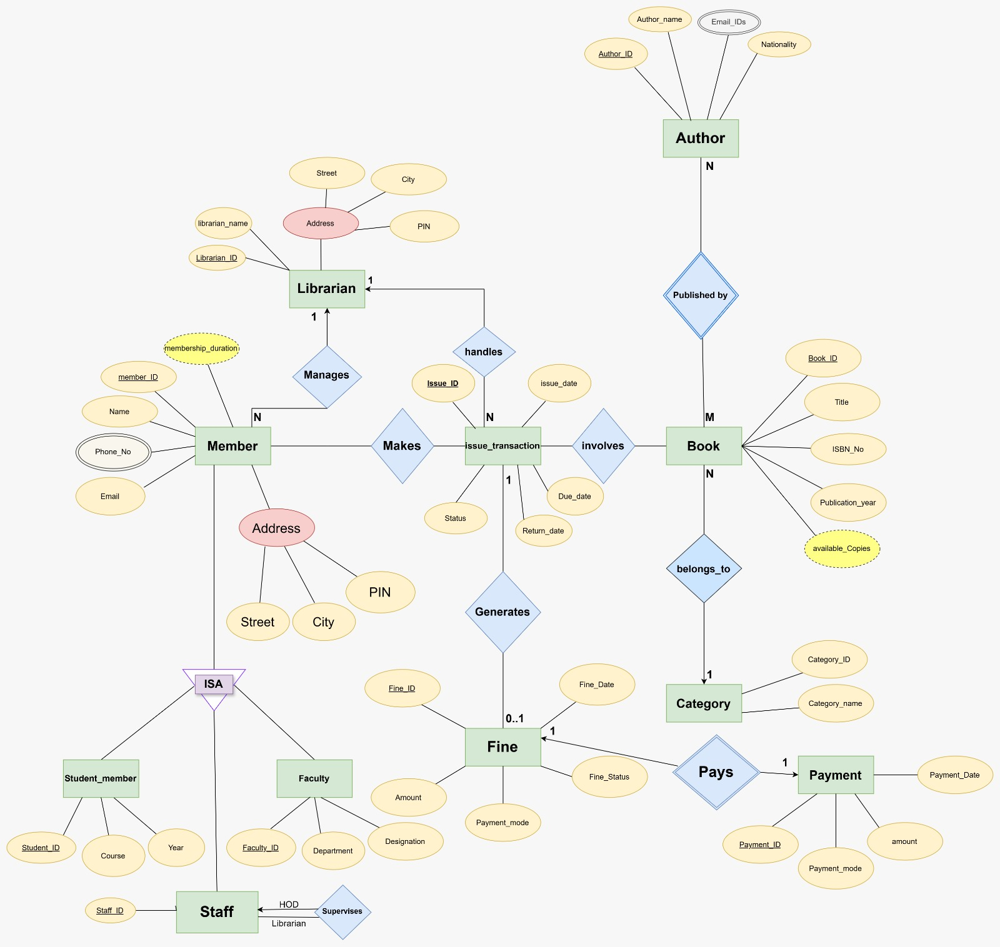 Author_name
Email_IDs
Author_ID
Nationality
Author
N
Street
City
librarian_name
Address
PIN
Librarian_ID
Librarian
1
1
Published by
membership_duration
handles
Manages
member_ID
Issue_ID
issue_date
Book_ID
Name
Title
N
N
M
Phone_No
Member
Makes
issue_transaction
involves
Book
ISBN_No
1
N
Email
Due_date
Publication_year
Status
Address
Return_date
available_Copies
belongs_to
PIN
Generates
Street
City
Category_ID
1
ISA
Fine_ID
Fine_Date
Category
Category_name
0..1
1
Fine
Student_member
Faculty
Fine_Status
Pays
1
Payment
Payment_Date
Amount
Payment_mode
Student_ID
Course
Year
Faculty_ID
Department
Designation
Payment_ID
Payment_mode
amount
Staff_ID
Staff
HOD
Librarian
Supervises